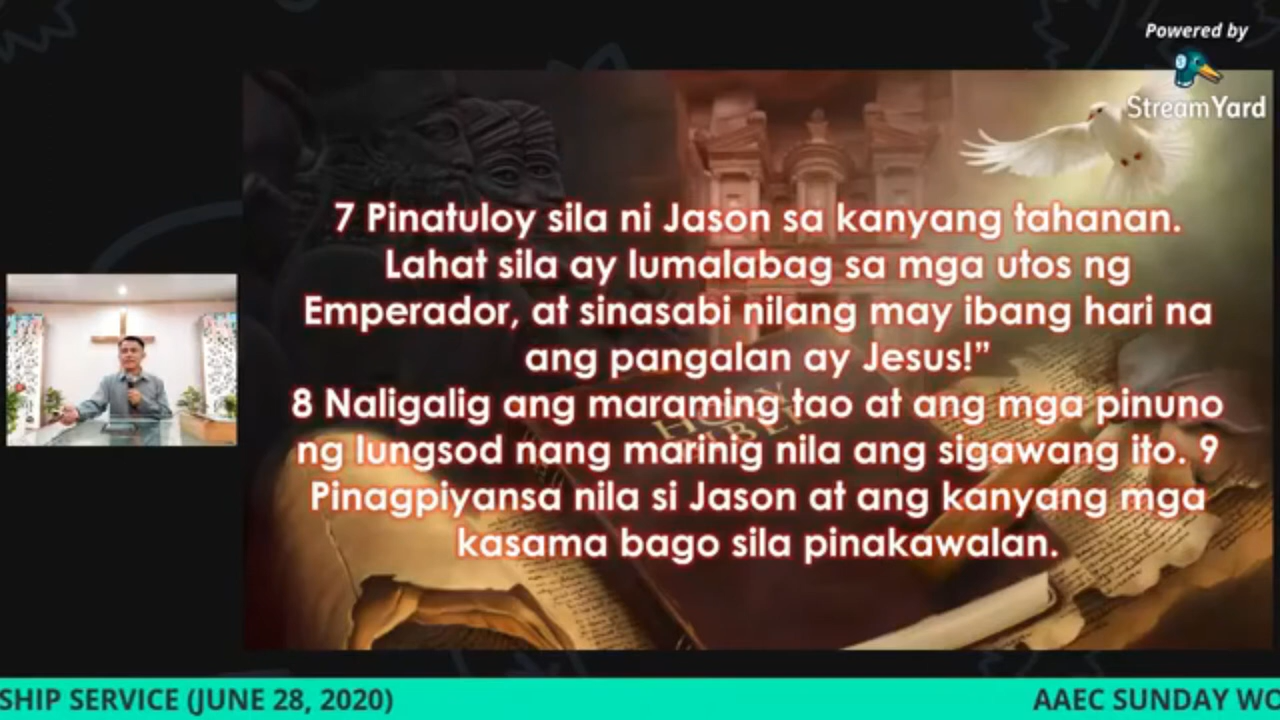 Powered by
StreamYard
7 Pinatuloy sila ni Jason sa kanyang tahanan.
Lahat sila ay lumalabag sa mga utos ng
Emperador, at sinasabi nilang may ibang hari na
ang pangalan ay Jesus!”
8 Naligalig ang maraming tao at ang mga pinuno
ng lungsod nang marinig nila ang sigawang ito. 9
Pinagpiyansa nila si Jason at ang kanyang mga
kasama bago sila pinakawalan.
HOLY
BIBLE
SHIP SERVICE (JUNE 28, 2020)
AAEC SUNDAY WO